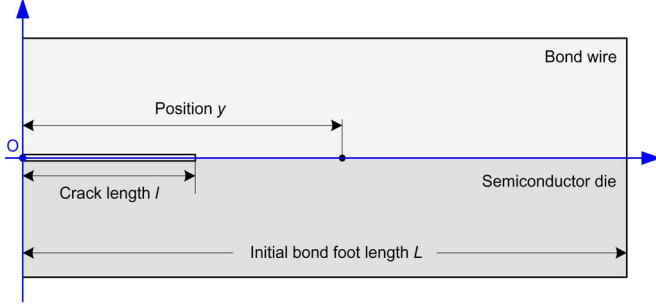 Bond wire
Position y
O
Crack length l
Semiconductor die
Initial bond foot length L